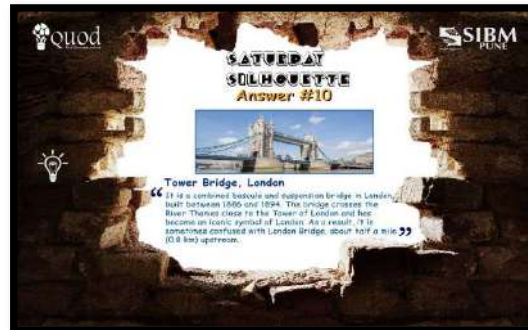 quod
SIBM
PUNE
SATURDAY
SILHOUETTE
Answer #10
Tower Bridge, London
“ It is a combined bascule and suspension bridge in London,
built between 1886 and 1894. The bridge crosses the
River Thames close to the Tower of London and has
become an iconic symbol of London. As a result, it is
sometimes confused with London Bridge, about half a mile ”
(0.8 km) upstream.